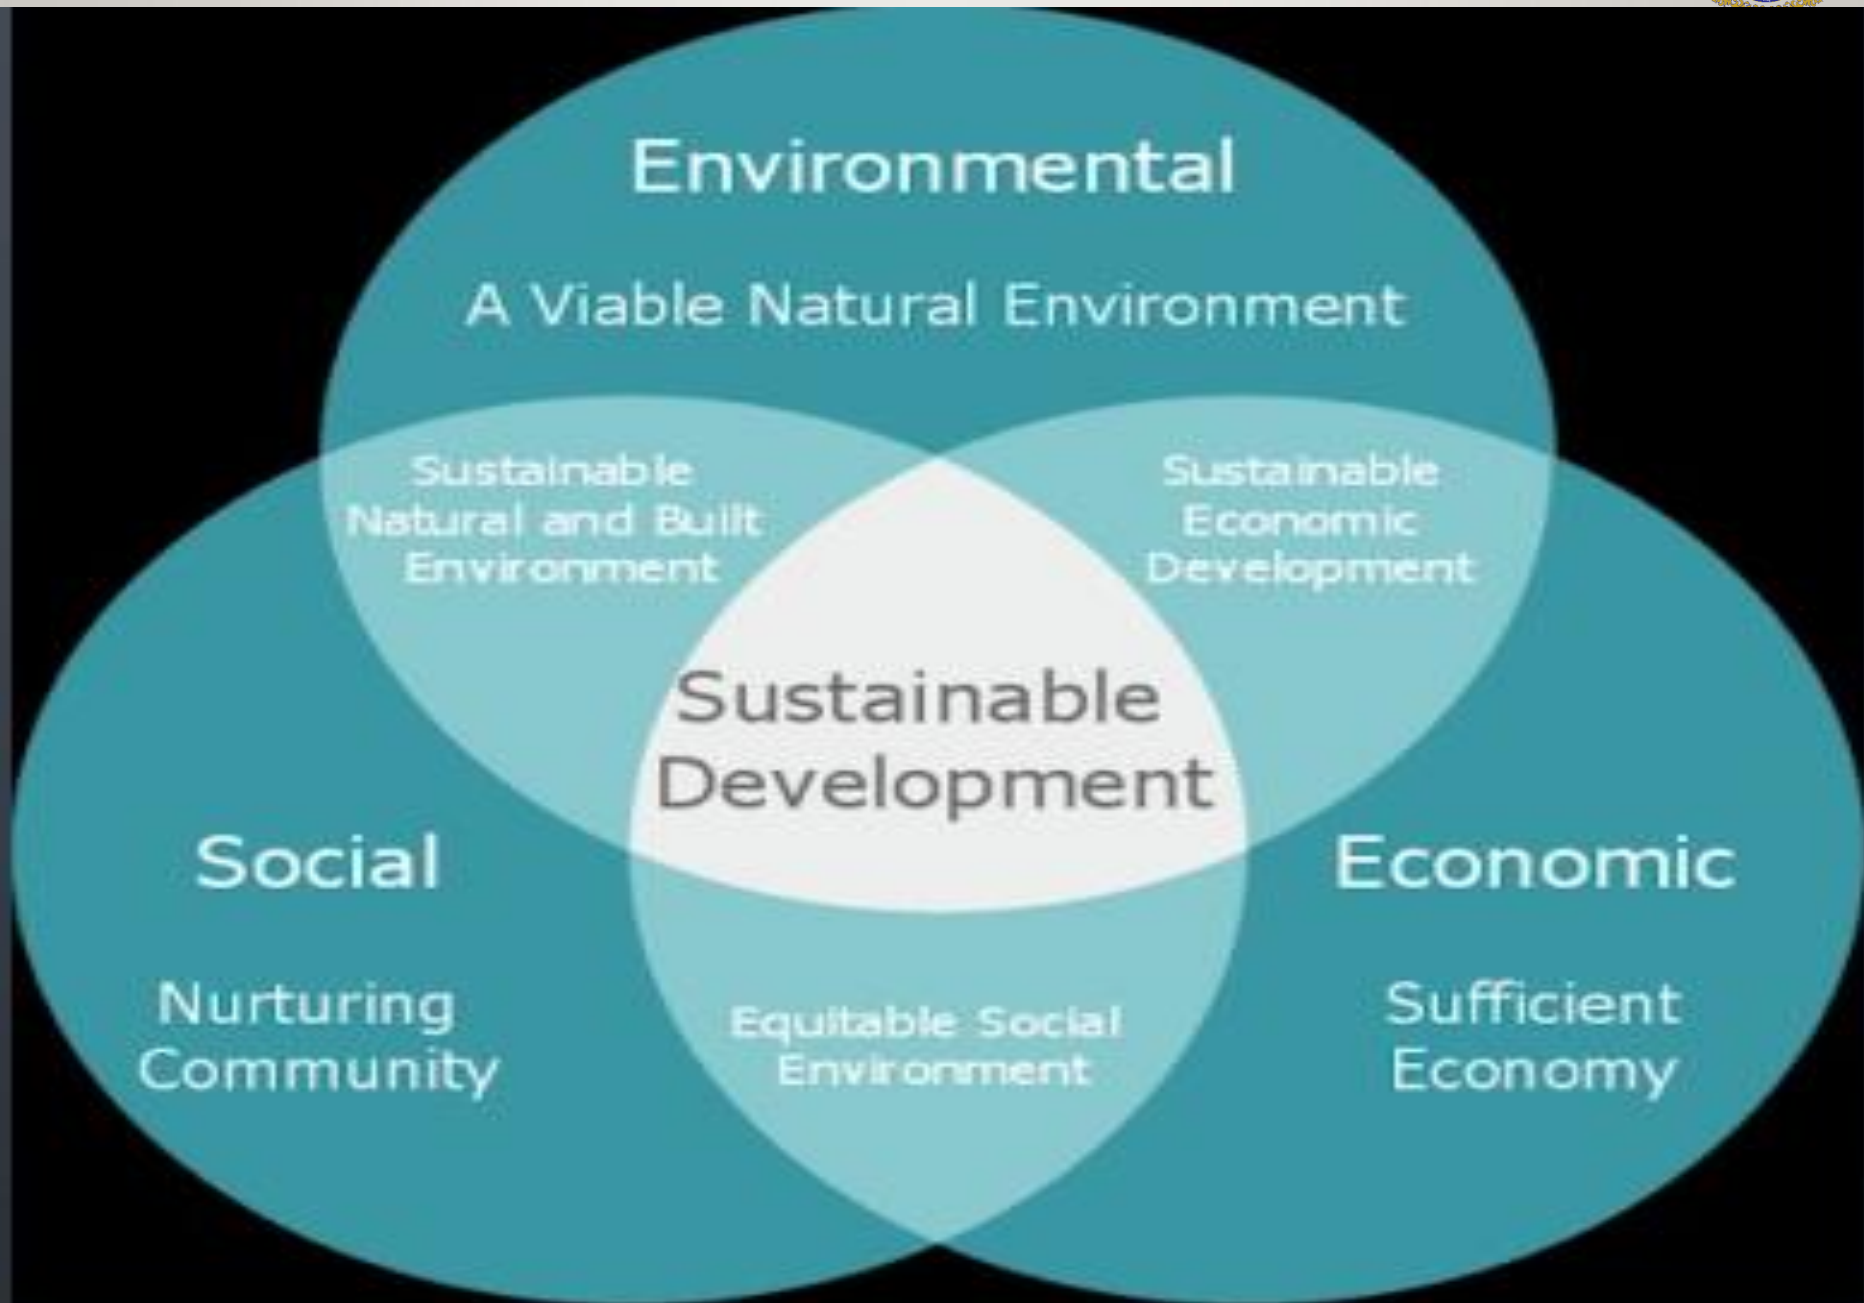 Environmental
A Viable Natural Environment
Sustainable
Natural and Built
Environment
Sustainable
Economic
Development
Sustainable
Development
Social
Nurturing
Community
Economic
Sufficient
Economy
Equitable Social
Environment